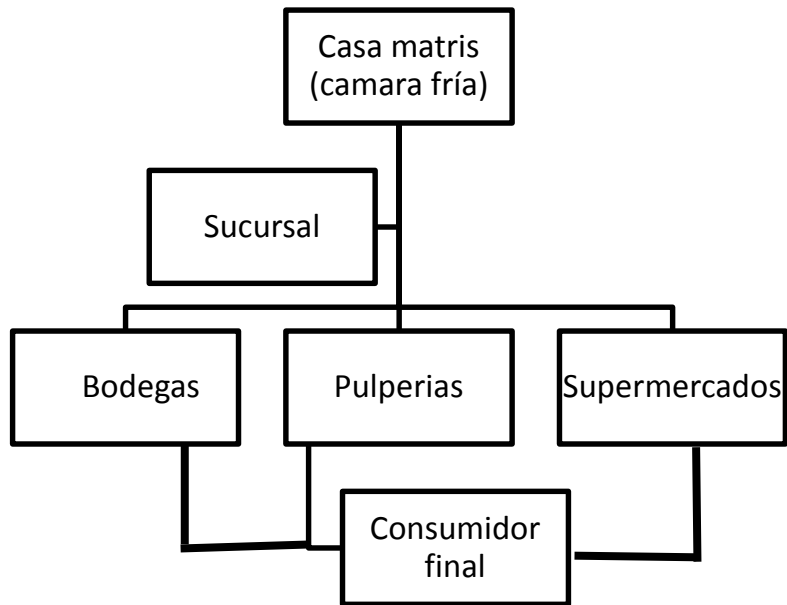 Casa matris
(camara fría)
Sucursal
Bodegas
Pulperias
Supermercados
Consumidor
final